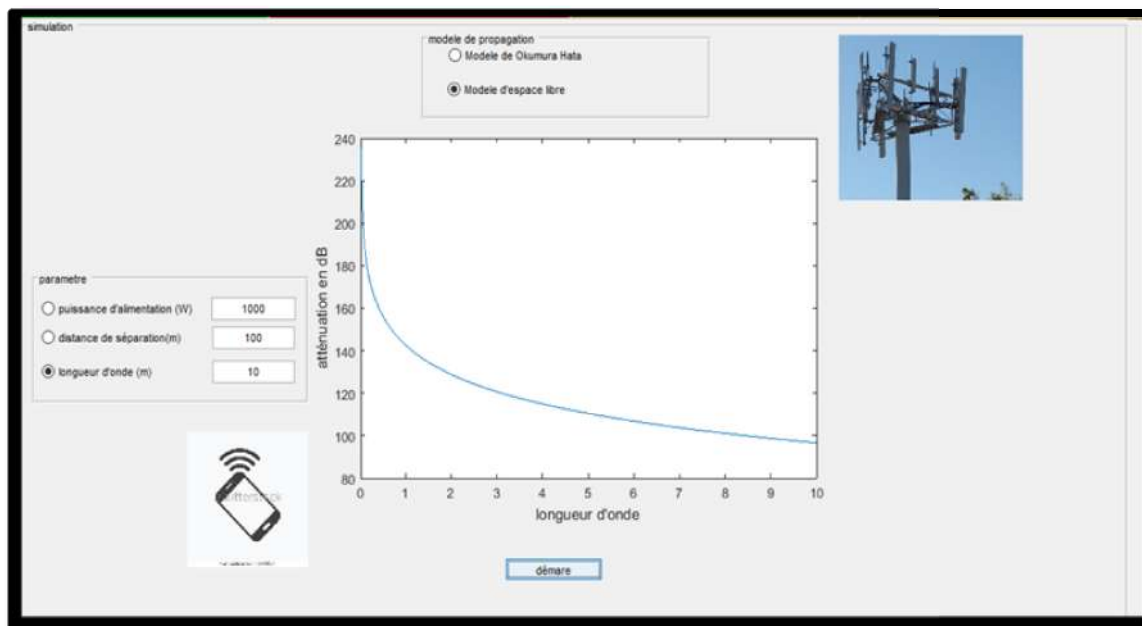 simulation
modele de propagation
Modele de Okumura Hata
Modele d'espace libre
240
220
200
180
160
140
120
100
80
atténuation en dB
0 1 2 3 4 5 6 7 8 9 10
longueur d'onde
parametre
puissance d'alimentation (W) 1000
distance de séparation(m) 100
longueur d'onde (m) 10
démare